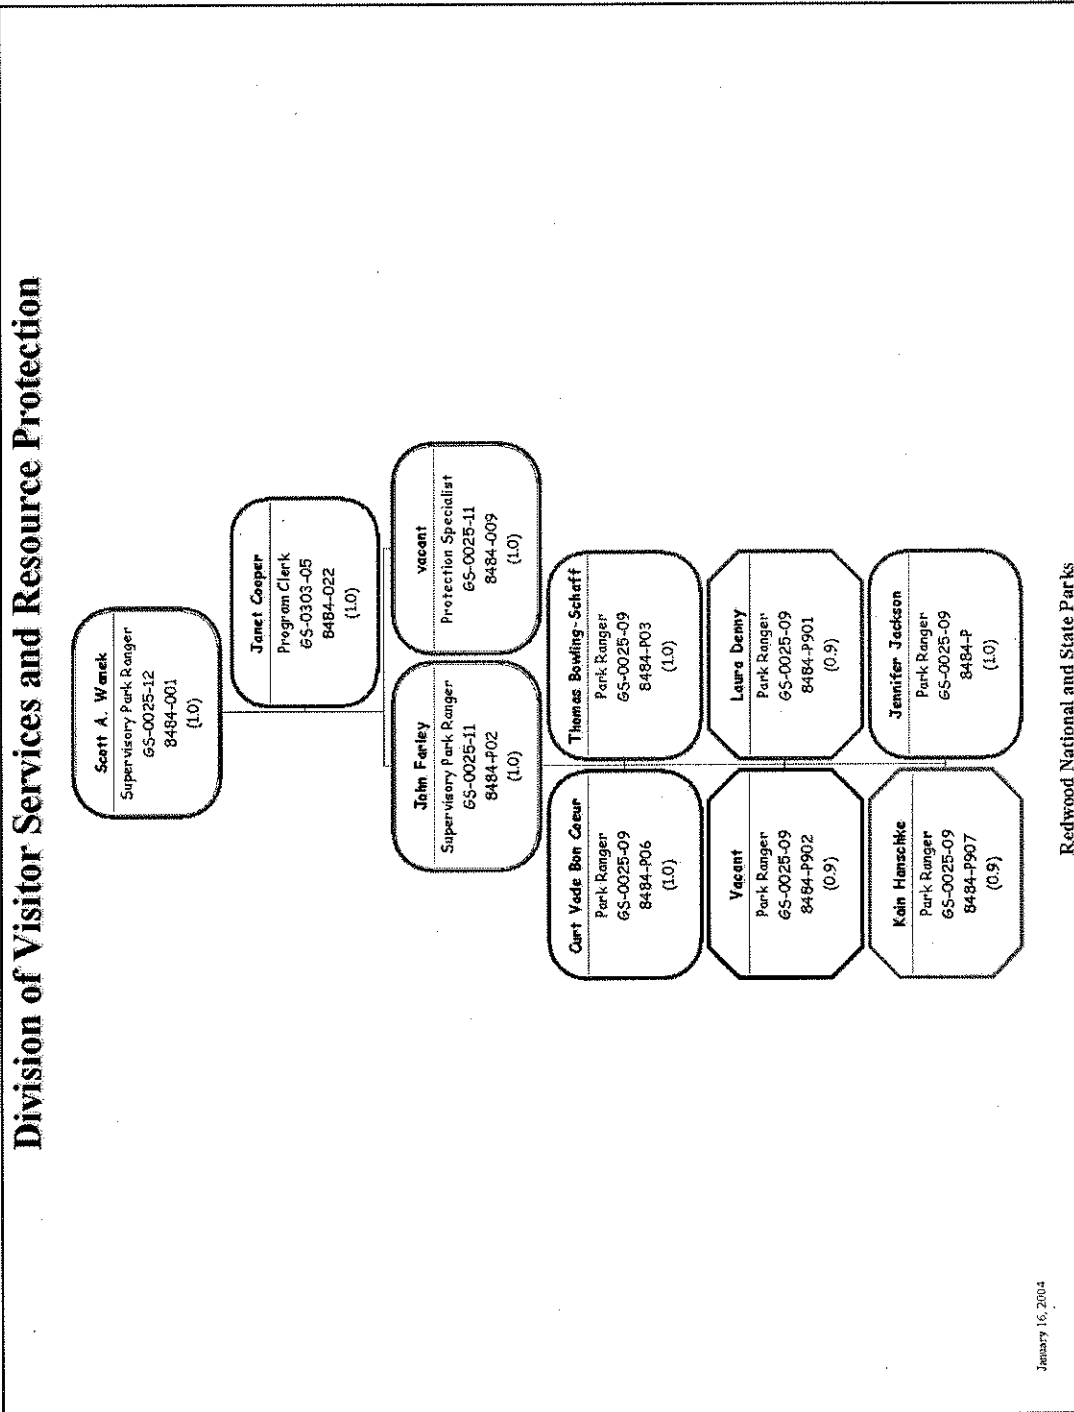 Division of Visitor Services and Resource Protection
Scott A. Wanek
Supervisory Park Ranger
GS-0025-12
8484-001
(1.0)
Janet Cooper
Program Clerk
GS-0303-05
8484-022
(1.0)
John Farley
Supervisory Park Ranger
GS-0025-11
8484-P02
(1.0)
vacant
Protection Specialist
GS-0025-11
8484-009
(1.0)
Curt Vade Bon Coeur
Park Ranger
GS-0025-09
8484-P06
(1.0)
Thomas Bowling-Schaff
Park Ranger
GS-0025-09
8484-P03
(1.0)
Vacant
Park Ranger
GS-0025-09
8484-P902
(0.9)
Laura Denny
Park Ranger
GS-0025-09
8484-P901
(0.9)
Kain Hanschke
Park Ranger
GS-0025-09
8484-P907
(0.9)
Jennifer Jackson
Park Ranger
GS-0025-09
8484-P
(1.0)
January 16, 2004
Redwood National and State Parks